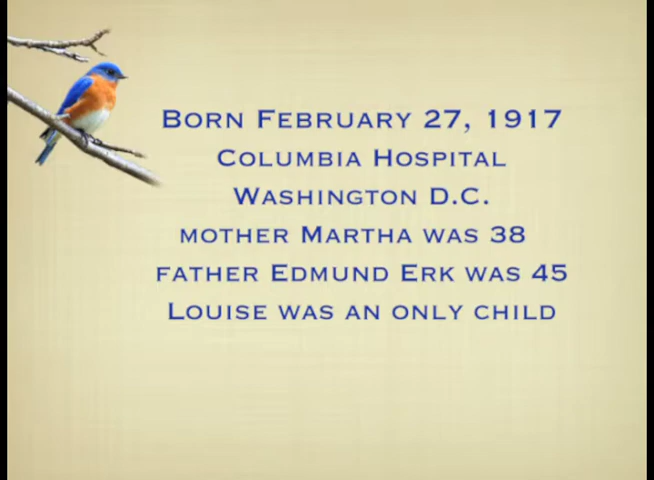 Born February 27, 1917
Columbia Hospital
Washington D.C.
mother Martha was 38
father Edmund Erk was 45
Louise was an only child